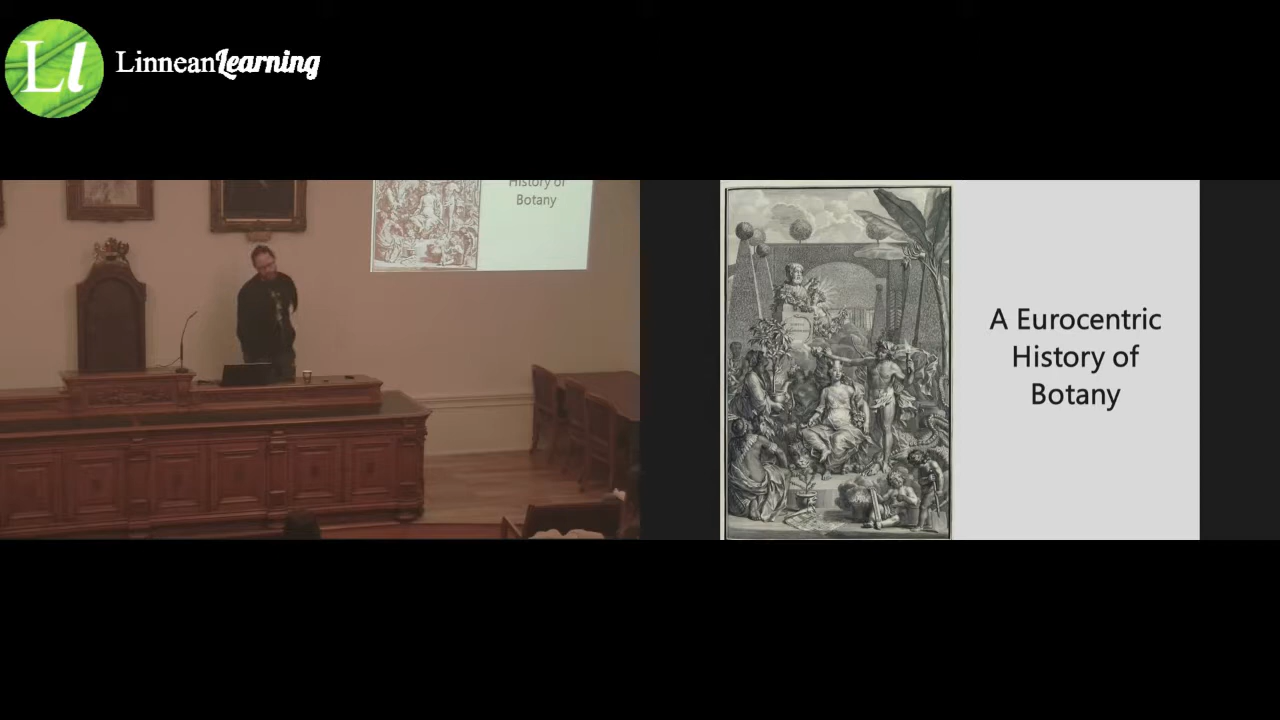 Ll
LinneanLearning
History of
Botany
A Eurocentric
History of
Botany